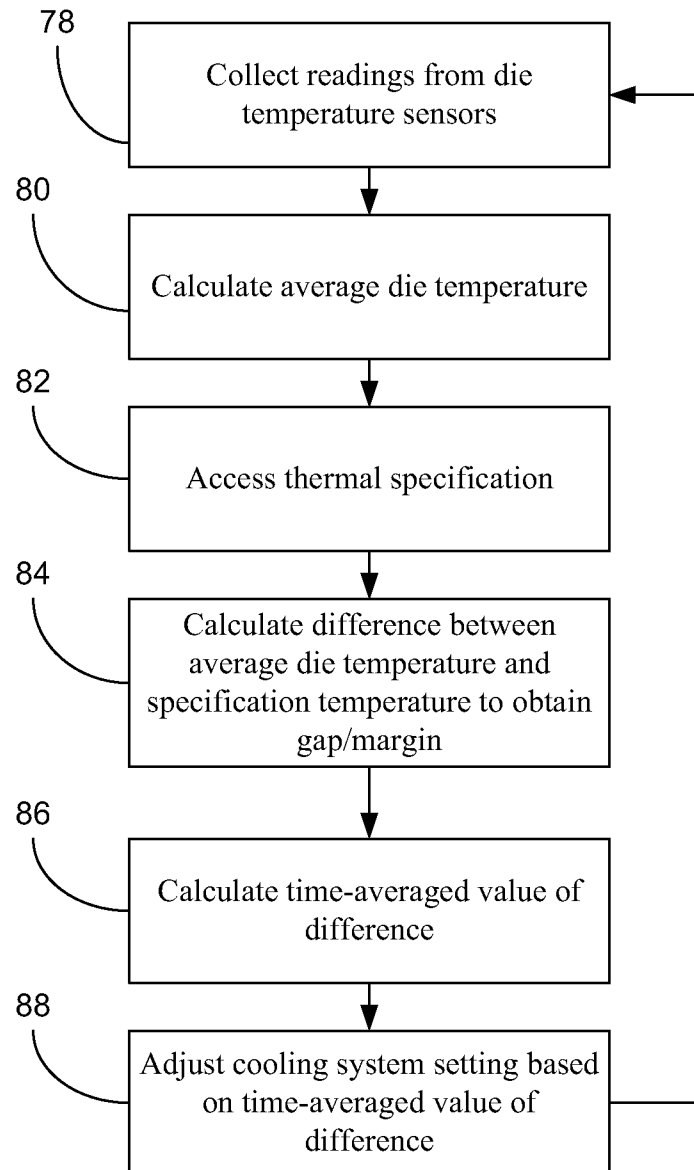 78
Collect readings from die
temperature sensors
80
Calculate average die temperature
82
Access thermal specification
84
Calculate difference between
average die temperature and
specification temperature to obtain
gap/margin
86
Calculate time-averaged value of
difference
88
Adjust cooling system setting based
on time-averaged value of
difference